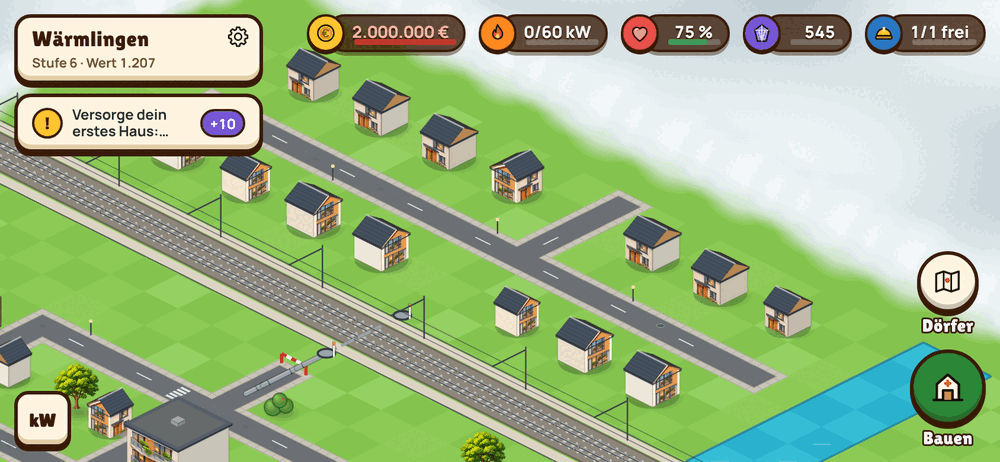 Wärmlingen
Stufe 6 · Wert 1.207
2.000.000 €
0/60 kW
75 %
545
1/1 frei
! Versorge dein
erstes Haus:…
+10
Dörfer
kW
Bauen